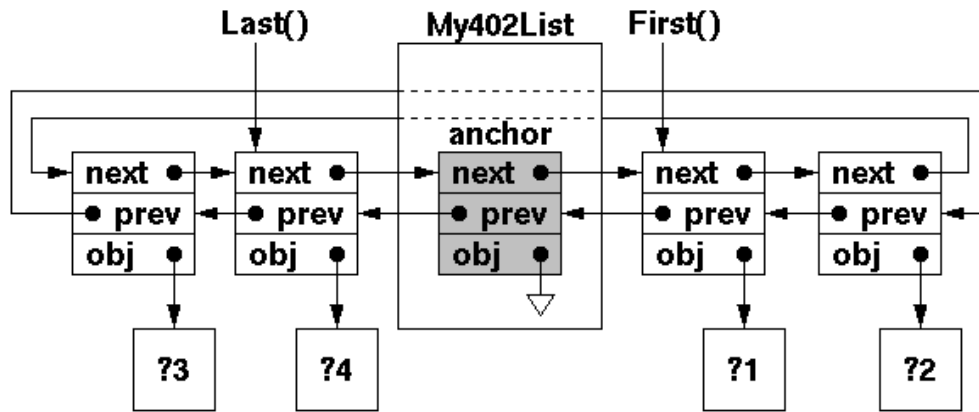 Last() My402List First()
anchor
next next next next next
prev prev prev prev prev
obj obj obj obj obj
?3 ?4 ?1 ?2